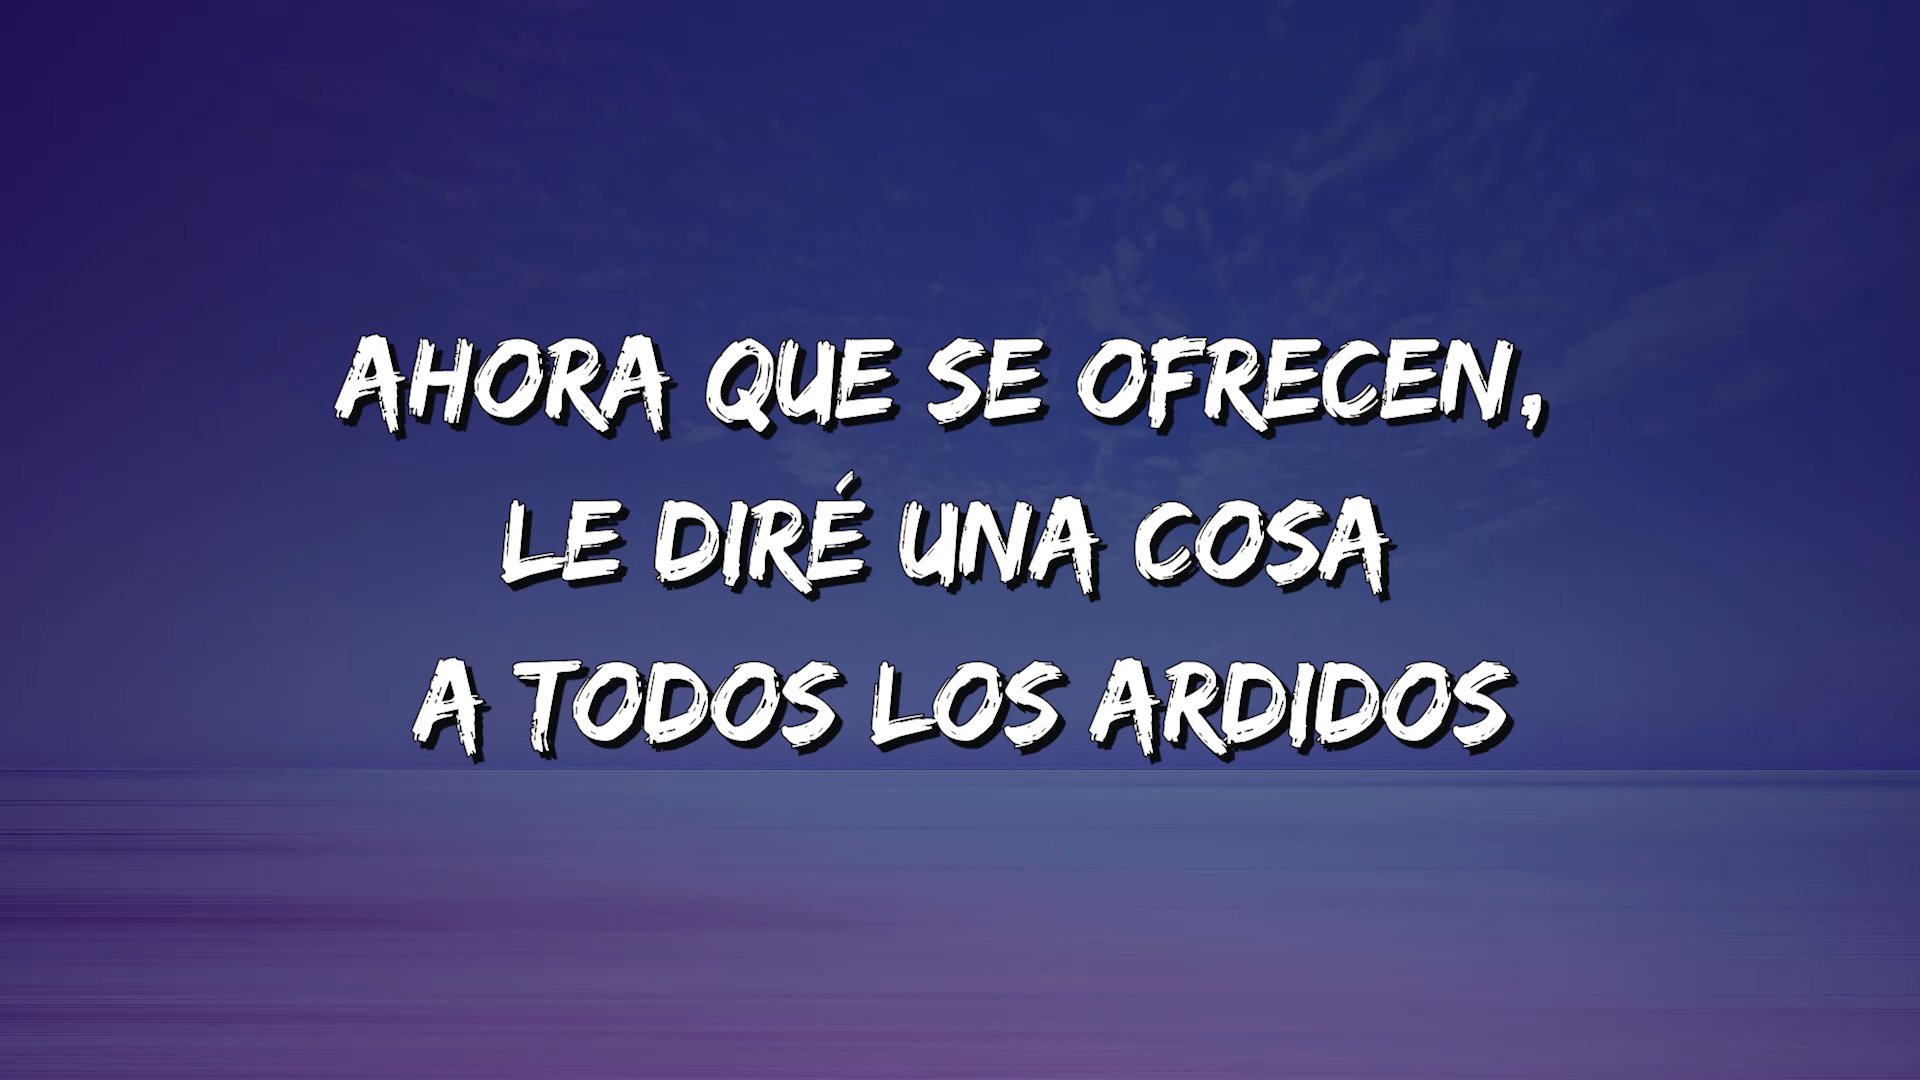 AHORA QUE SE OFRECEN,
LE DIRÉ UNA COSA
A TODOS LOS ARDIDOS